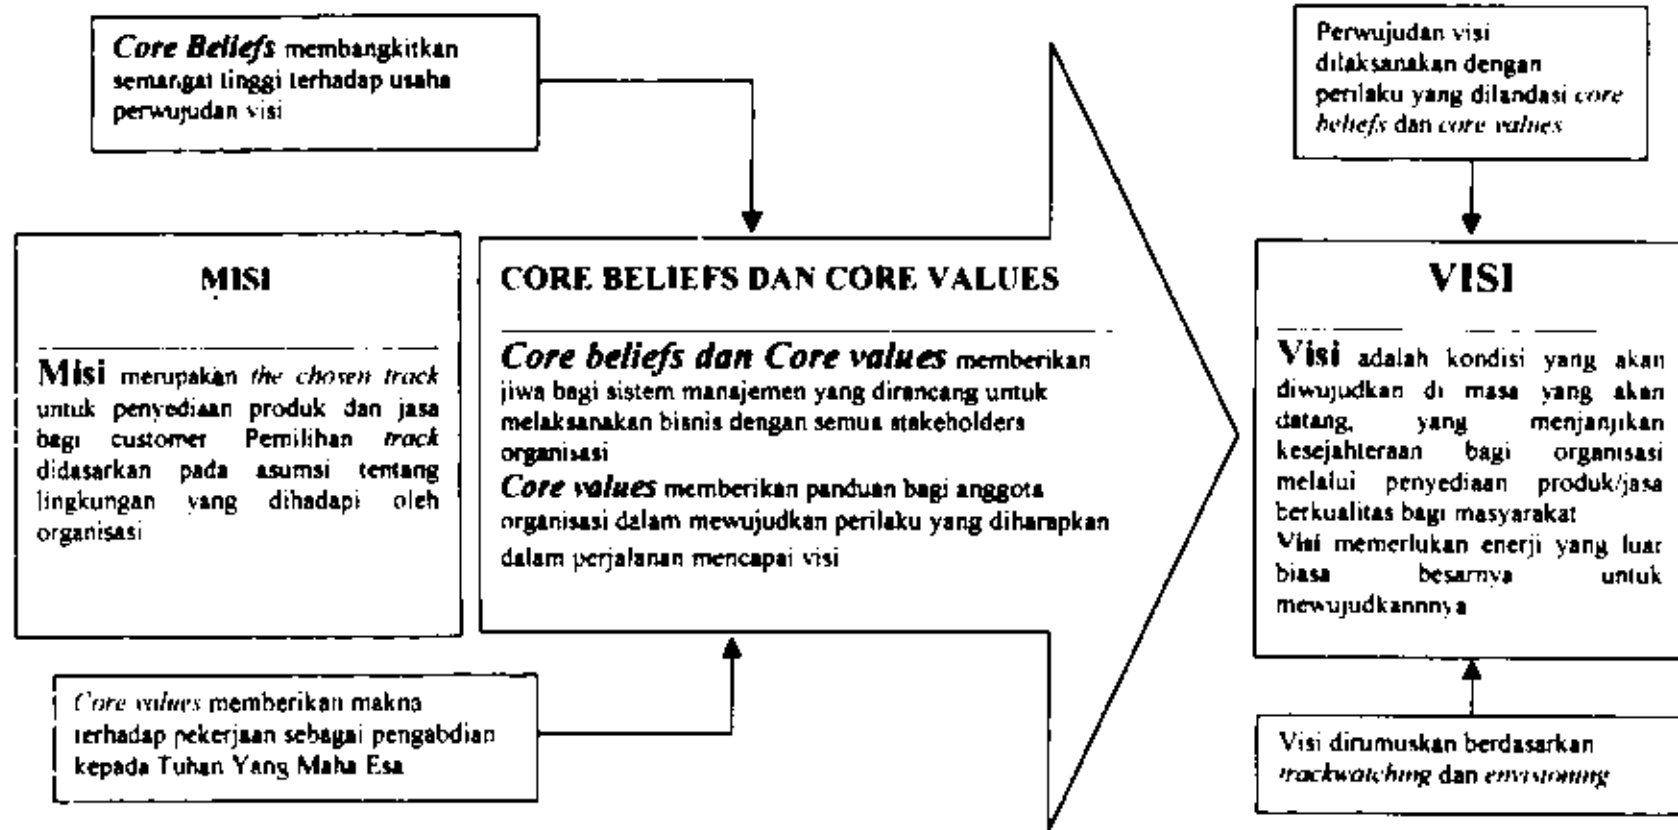 Core Beliefs membangkitkan
semangat tinggi terhadap usaha
perwujudan visi
Perwujudan visi
dilaksanakan dengan
perilaku yang dilandasi core
beliefs dan core values
MISI
Misi merupakan the chosen track
untuk penyediaan produk dan jasa
bagi customer Pemilihan track
didasarkan pada asumsi tentang
lingkungan yang dihadapi oleh
organisasi
CORE BELIEFS DAN CORE VALUES
Core beliefs dan Core values memberikan
jiwa bagi sistem manajemen yang dirancang untuk
melaksanakan bisnis dengan semua stakeholders
organisasi
Core values memberikan panduan bagi anggota
organisasi dalam mewujudkan perilaku yang diharapkan
dalam perjalanan mencapai visi
VISI
Visi adalah kondisi yang akan
diwujudkan di masa yang akan
datang, yang menjanjikan
kesejahteraan bagi organisasi
melalui penyediaan produk/jasa
berkualitas bagi masyarakat
Visi memerlukan enerji yang luar
biasa besarnya untuk
mewujudkannnya
Core values memberikan makna
terhadap pekerjaan sebagai pengabdian
kepada Tuhan Yang Maha Esa
Visi dirumuskan berdasarkan
trackwatching dan envisioning